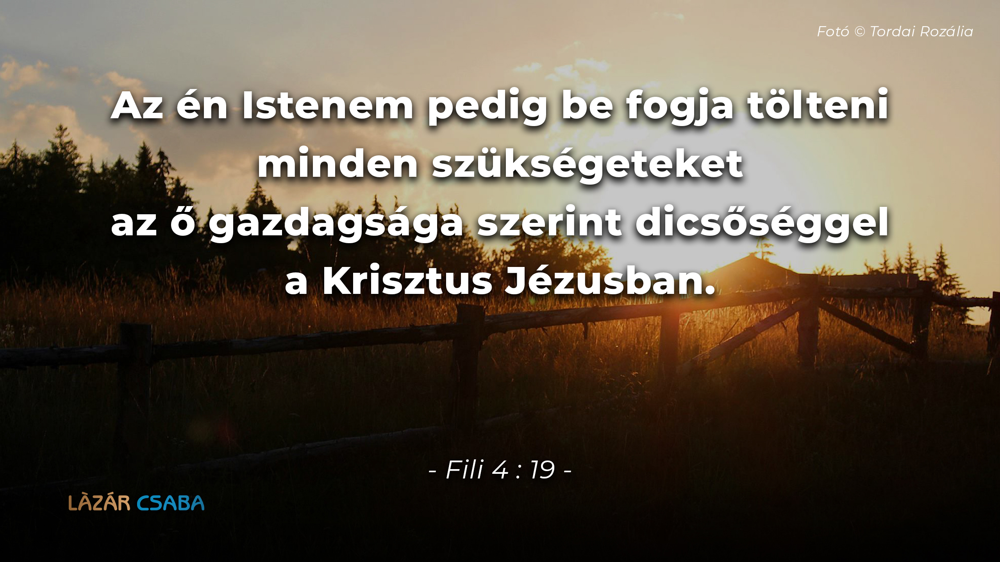 Fotó © Tordai Rozália
Az én Istenem pedig be fogja tölteni
minden szükségeteket
az ő gazdagsága szerint dicsőséggel
a Krisztus Jézusban.
- Fili 4 : 19 -
LÀZÁR CSABA